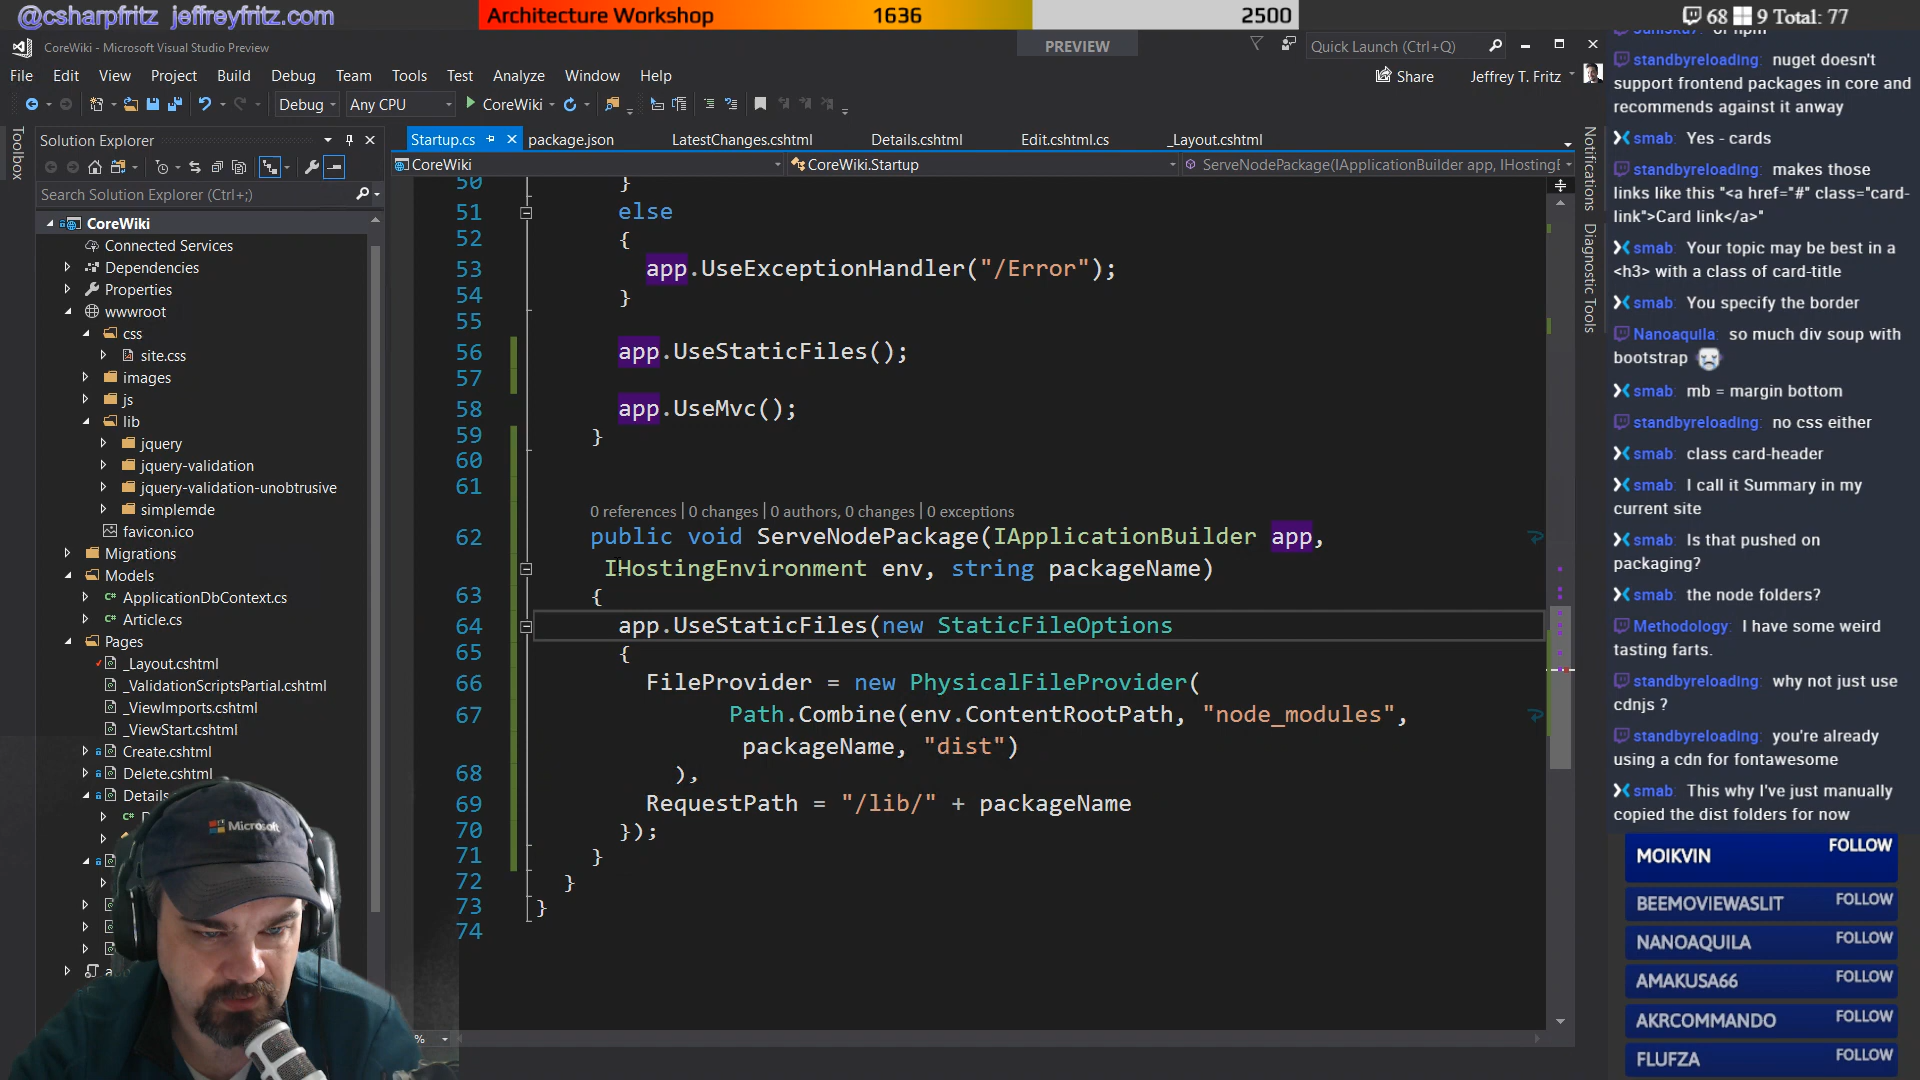 @csharpfritz jeffreyfritz.com
Architecture Workshop 1636 2500
68 9 Total: 77
CoreWiki - Microsoft Visual Studio Preview
PREVIEW
Quick Launch (Ctrl+Q)
File Edit View Project Build Debug Team Tools Test Analyze Window Help
Share Jeffrey T. Fritz
Debug Any CPU CoreWiki
Toolbox
Solution Explorer
Search Solution Explorer (Ctrl+;)
CoreWiki
Connected Services
Dependencies
Properties
wwwroot
css
site.css
images
js
lib
jquery
jquery-validation
jquery-validation-unobtrusive
simplemde
favicon.ico
Migrations
Models
ApplicationDbContext.cs
Article.cs
Pages
_Layout.cshtml
_ValidationScriptsPartial.cshtml
_ViewImports.cshtml
_ViewStart.cshtml
Create.cshtml
Delete.cshtml
Details
Microsoft
Startup.cs package.json LatestChanges.cshtml Details.cshtml Edit.cshtml.cs _Layout.cshtml
CoreWiki CoreWiki.Startup ServeNodePackage(IApplicationBuilder app, IHostingE
50 }
51 else
52 {
53 app.UseExceptionHandler("/Error");
54 }
55
56 app.UseStaticFiles();
57
58 app.UseMvc();
59 }
60
61
0 references | 0 changes | 0 authors, 0 changes | 0 exceptions
62 public void ServeNodePackage(IApplicationBuilder app,
IHostingEnvironment env, string packageName)
63 {
64 app.UseStaticFiles(new StaticFileOptions
65 {
66 FileProvider = new PhysicalFileProvider(
67 Path.Combine(env.ContentRootPath, "node_modules",
packageName, "dist")
68 ),
69 RequestPath = "/lib/" + packageName
70 });
71 }
72 }
73 }
74
%
Notifications
Diagnostic Tools
standbyreloading: nuget doesn't
support frontend packages in core and
recommends against it anway
smab: Yes - cards
standbyreloading: makes those
links like this "<a href="#" class="card-
link">Card link</a>"
smab: Your topic may be best in a
<h3> with a class of card-title
smab: You specify the border
Nanoaquila: so much div soup with
bootstrap
smab: mb = margin bottom
standbyreloading: no css either
smab: class card-header
smab: I call it Summary in my
current site
smab: Is that pushed on
packaging?
smab: the node folders?
Methodology: I have some weird
tasting farts.
standbyreloading: why not just use
cdnjs ?
standbyreloading: you're already
using a cdn for fontawesome
smab: This why I've just manually
copied the dist folders for now
MOIKVIN FOLLOW
BEEMOVIEWASLIT FOLLOW
NANOAQUILA FOLLOW
AMAKUSA66 FOLLOW
AKRCOMMANDO FOLLOW
FLUFZA FOLLOW